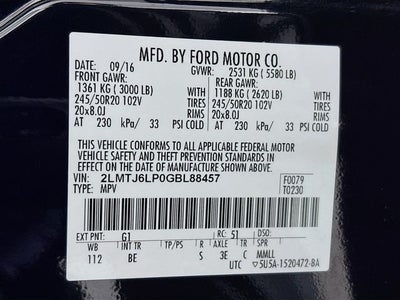 MFD. BY FORD MOTOR CO.
DATE: 09/16 GVWR: 2531 KG ( 5580 LB)
FRONT GAWR: REAR GAWR:
1361 KG ( 3000 LB) 1188 KG ( 2620 LB)
245/50R20 102V TIRES 245/50R20 102V
20x8.0J RIMS 20x8.0J
AT 230 kPa/ 33 PSI COLD AT 230 kPa/ 33 PSI COLD
THIS VEHICLE CONFORMS TO ALL APPLICABLE FEDERAL MOTOR
VEHICLE SAFETY AND THEFT PREVENTION STANDARDS IN
EFFECT ON THE DATE OF MANUFACTURE SHOWN ABOVE.
VIN: 2LMTJ6LP0GBL88457 F0079
TYPE: MPV T0230
EXT PNT: G1 RC: 51 DSO:
WB INT TR TP/PS R AXLE TR SPR
112 BE S 3E C MMLL
UTC ▼5U5A-1520472-BA